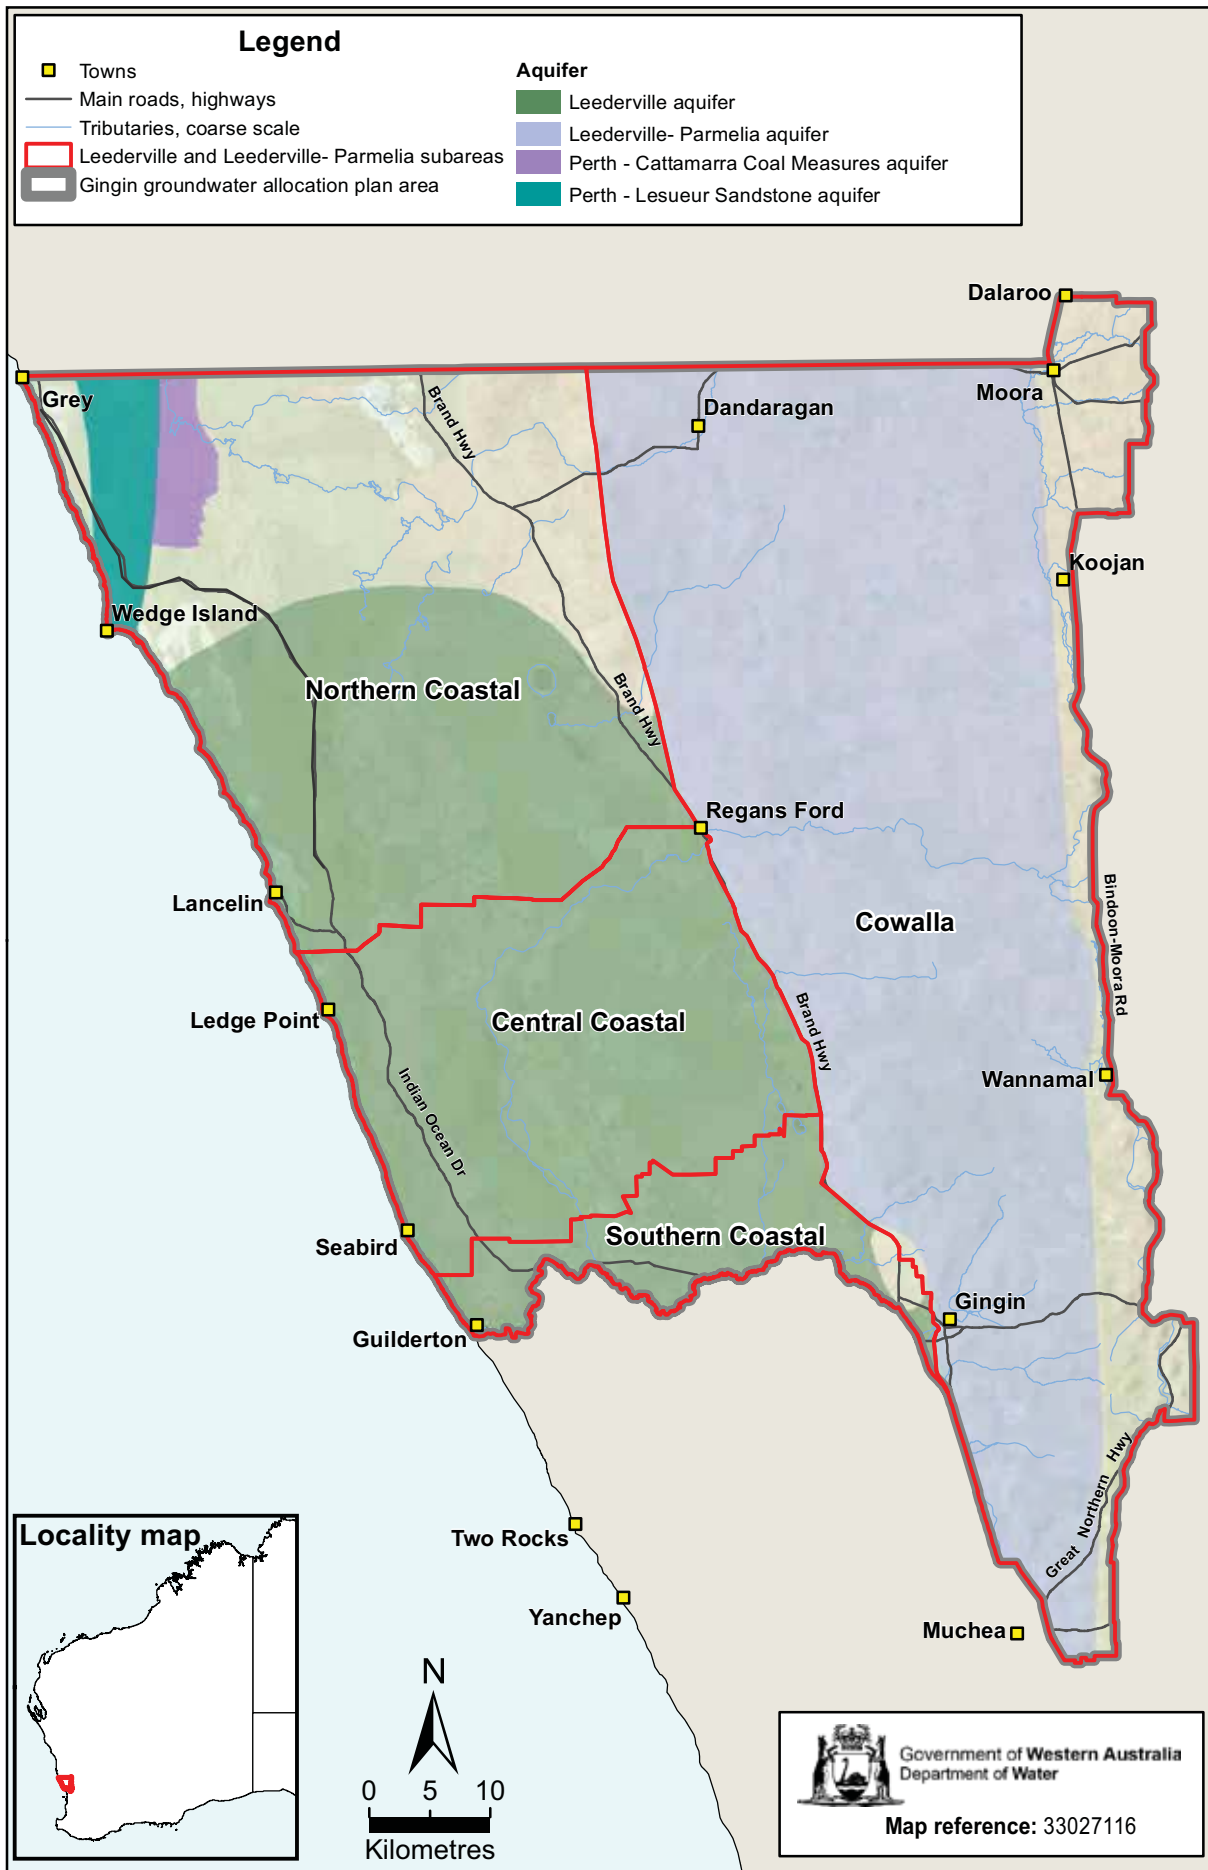 Legend
Towns
Main roads, highways
Tributaries, coarse scale
Leederville and Leederville- Parmelia subareas
Gingin groundwater allocation plan area
Aquifer
Leederville aquifer
Leederville- Parmelia aquifer
Perth - Cattamarra Coal Measures aquifer
Perth - Lesueur Sandstone aquifer
Dalaroo
Moora
Grey
Brand Hwy
Dandaragan
Koojan
Wedge Island
Northern Coastal
Brand Hwy
Regans Ford
Lancelin
Cowalla
Bindoon-Moora Rd
Ledge Point
Central Coastal
Brand Hwy
Wannamal
Indian Ocean Dr
Seabird
Southern Coastal
Gingin
Guilderton
Great Northern Hwy
Two Rocks
Yanchep
Muchea
Locality map
N
0 5 10
Kilometres
Government of Western Australia
Department of Water
Map reference: 33027116